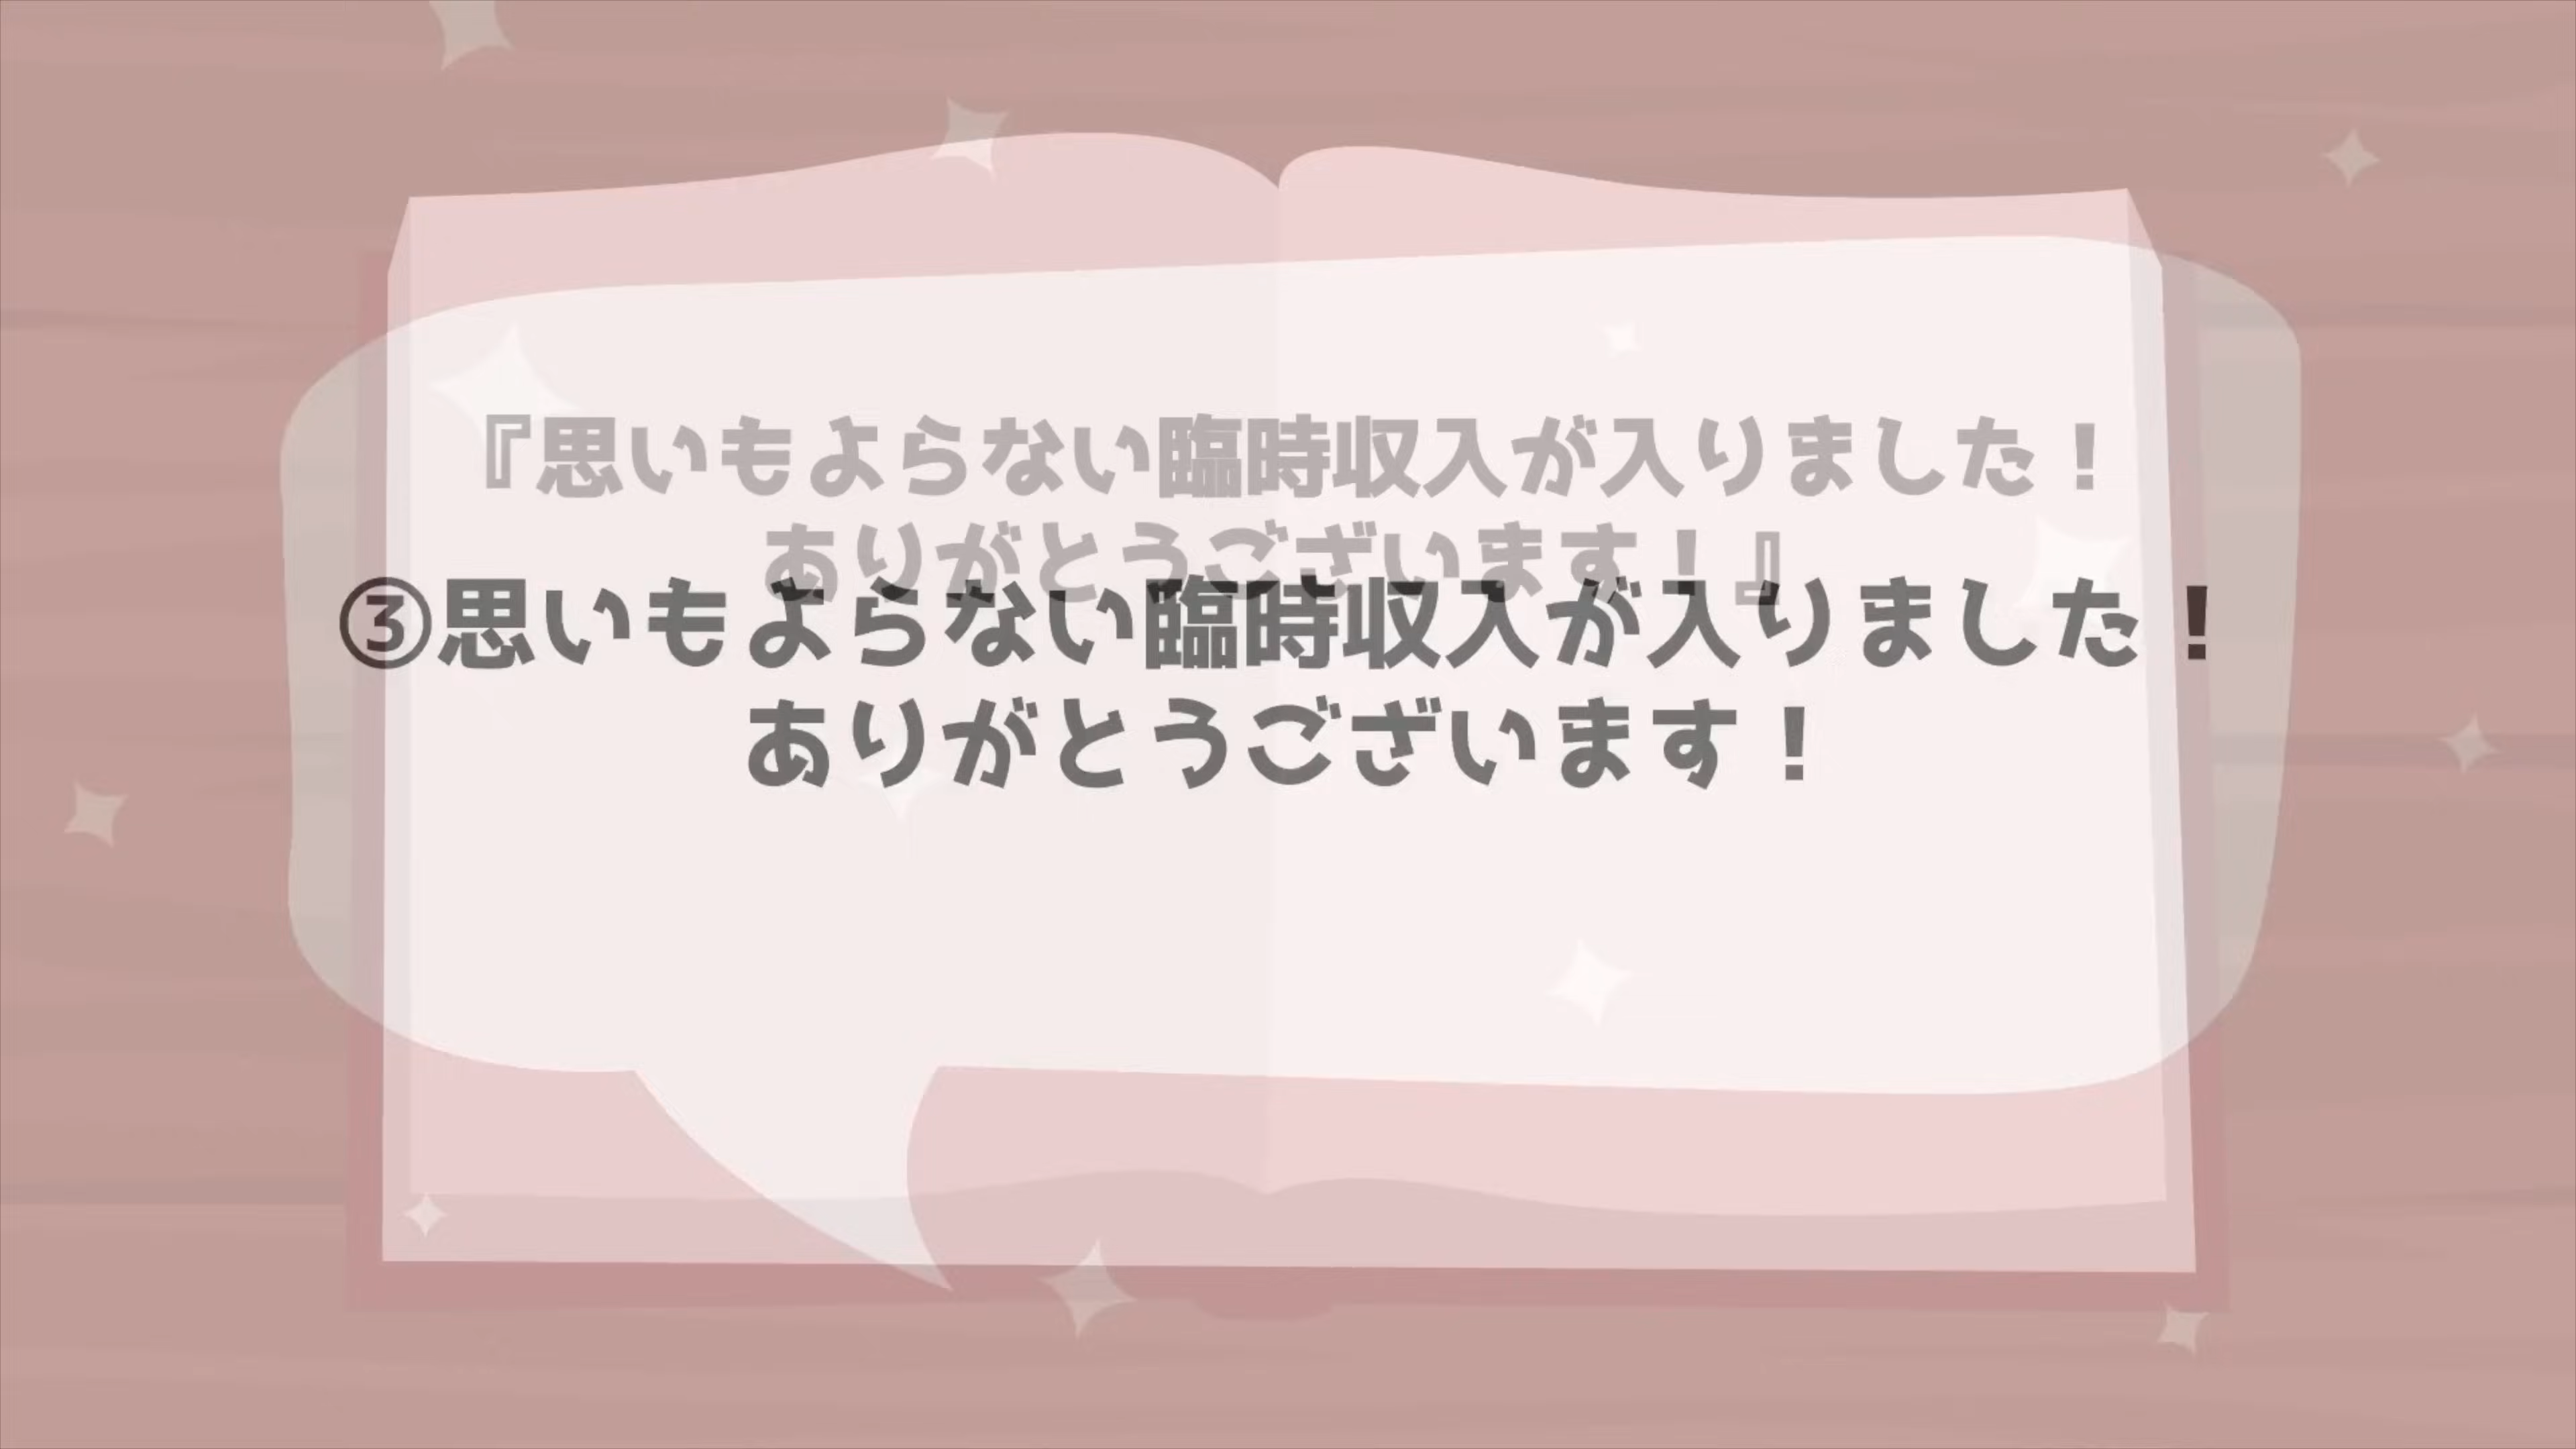 『思いもよらない臨時収入が入りました！
ありがとうございます！』
③思いもよらない臨時収入が入りました！
ありがとうございます！